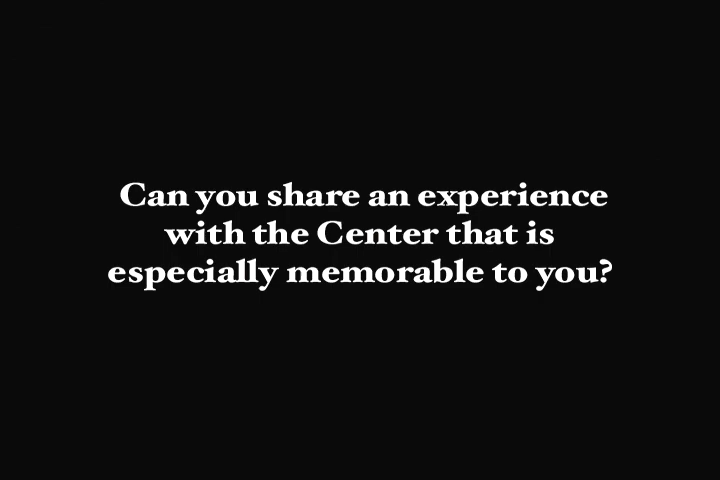 Can you share an experience
with the Center that is
especially memorable to you?